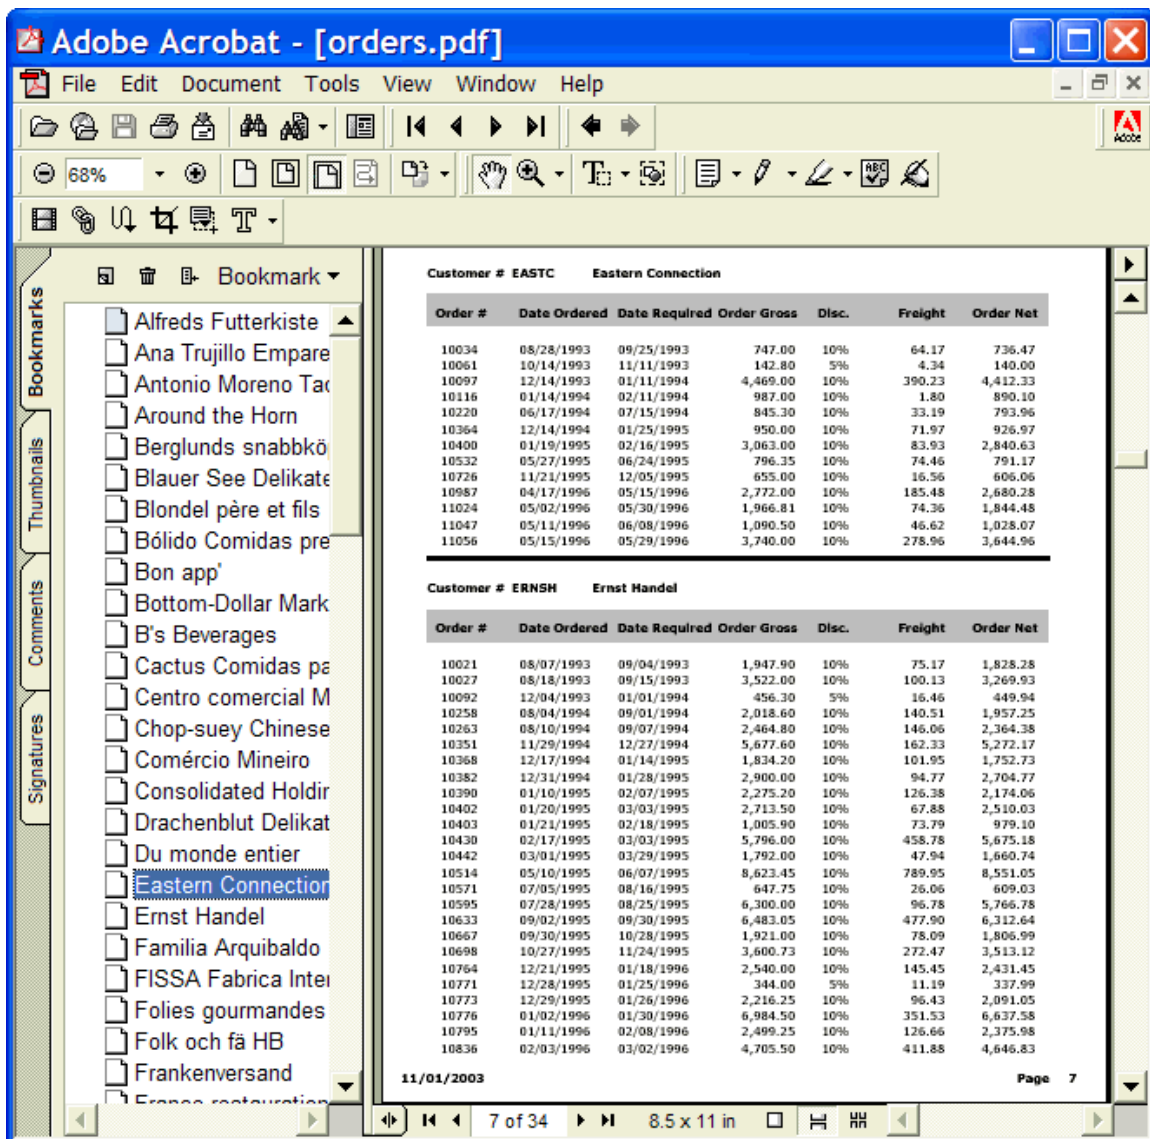 Adobe Acrobat - [orders.pdf]
File Edit Document Tools View Window Help
Adobe
68%
Bookmarks
Thumbnails
Comments
Signatures
Bookmark
Alfreds Futterkiste
Ana Trujillo Empare
Antonio Moreno Tac
Around the Horn
Berglunds snabbkö
Blauer See Delikate
Blondel père et fils
Bólido Comidas pre
Bon app'
Bottom-Dollar Mark
B's Beverages
Cactus Comidas pa
Centro comercial M
Chop-suey Chinese
Comércio Mineiro
Consolidated Holdin
Drachenblut Delikat
Du monde entier
Eastern Connection
Ernst Handel
Familia Arquibaldo
FISSA Fabrica Inter
Folies gourmandes
Folk och fä HB
Frankenversand
France restauration
Customer # EASTC Eastern Connection
Order # Date Ordered Date Required Order Gross Disc. Freight Order Net
10034 08/28/1993 09/25/1993 747.00 10% 64.17 736.47
10061 10/14/1993 11/11/1993 142.80 5% 4.34 140.00
10097 12/14/1993 01/11/1994 4,469.00 10% 390.23 4,412.33
10116 01/14/1994 02/11/1994 987.00 10% 1.80 890.10
10220 06/17/1994 07/15/1994 845.30 10% 33.19 793.96
10364 12/14/1994 01/25/1995 950.00 10% 71.97 926.97
10400 01/19/1995 02/16/1995 3,063.00 10% 83.93 2,840.63
10532 05/27/1995 06/24/1995 796.35 10% 74.46 791.17
10726 11/21/1995 12/05/1995 655.00 10% 16.56 606.06
10987 04/17/1996 05/15/1996 2,772.00 10% 185.48 2,680.28
11024 05/02/1996 05/30/1996 1,966.81 10% 74.36 1,844.48
11047 05/11/1996 06/08/1996 1,090.50 10% 46.62 1,028.07
11056 05/15/1996 05/29/1996 3,740.00 10% 278.96 3,644.96
Customer # ERNSH Ernst Handel
Order # Date Ordered Date Required Order Gross Disc. Freight Order Net
10021 08/07/1993 09/04/1993 1,947.90 10% 75.17 1,828.28
10027 08/18/1993 09/15/1993 3,522.00 10% 100.13 3,269.93
10092 12/04/1993 01/01/1994 456.30 5% 16.46 449.94
10258 08/04/1994 09/01/1994 2,018.60 10% 140.51 1,957.25
10263 08/10/1994 09/07/1994 2,464.80 10% 146.06 2,364.38
10351 11/29/1994 12/27/1994 5,677.60 10% 162.33 5,272.17
10368 12/17/1994 01/14/1995 1,834.20 10% 101.95 1,752.73
10382 12/31/1994 01/28/1995 2,900.00 10% 94.77 2,704.77
10390 01/10/1995 02/07/1995 2,275.20 10% 126.38 2,174.06
10402 01/20/1995 03/03/1995 2,713.50 10% 67.88 2,510.03
10403 01/21/1995 02/18/1995 1,005.90 10% 73.79 979.10
10430 02/17/1995 03/03/1995 5,796.00 10% 458.78 5,675.18
10442 03/01/1995 03/29/1995 1,792.00 10% 47.94 1,660.74
10514 05/10/1995 06/07/1995 8,623.45 10% 789.95 8,551.05
10571 07/05/1995 08/16/1995 647.75 10% 26.06 609.03
10595 07/28/1995 08/25/1995 6,300.00 10% 96.78 5,766.78
10633 09/02/1995 09/30/1995 6,483.05 10% 477.90 6,312.64
10667 09/30/1995 10/28/1995 1,921.00 10% 78.09 1,806.99
10698 10/27/1995 11/24/1995 3,600.73 10% 272.47 3,513.12
10764 12/21/1995 01/18/1996 2,540.00 10% 145.45 2,431.45
10771 12/28/1995 01/25/1996 344.00 5% 11.19 337.99
10773 12/29/1995 01/26/1996 2,216.25 10% 96.43 2,091.05
10776 01/02/1996 01/30/1996 6,984.50 10% 351.53 6,637.58
10795 01/11/1996 02/08/1996 2,499.25 10% 126.66 2,375.98
10836 02/03/1996 03/02/1996 4,705.50 10% 411.88 4,646.83
11/01/2003 Page 7
7 of 34 8.5 x 11 in